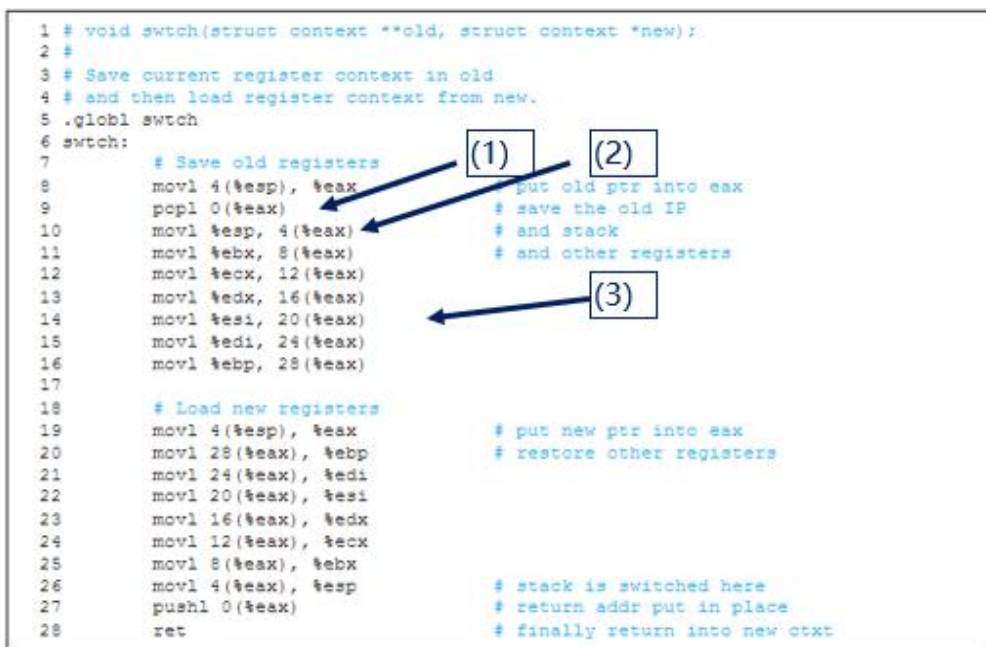 1 # void swtch(struct context **old, struct context *new);
2 #
3 # Save current register context in old
4 # and then load register context from new.
5 .globl swtch
6 swtch:
(1) (2)
7 # Save old registers
8 movl 4(%esp), %eax # put old ptr into eax
9 popl 0(%eax) # save the old IP
10 movl %esp, 4(%eax) # and stack
11 movl %ebx, 8(%eax) # and other registers
12 movl %ecx, 12(%eax)
13 movl %edx, 16(%eax)
(3)
14 movl %esi, 20(%eax)
15 movl %edi, 24(%eax)
16 movl %ebp, 28(%eax)
17
18 # Load new registers
19 movl 4(%esp), %eax # put new ptr into eax
20 movl 28(%eax), %ebp # restore other registers
21 movl 24(%eax), %edi
22 movl 20(%eax), %esi
23 movl 16(%eax), %edx
24 movl 12(%eax), %ecx
25 movl 8(%eax), %ebx
26 movl 4(%eax), %esp # stack is switched here
27 pushl 0(%eax) # return addr put in place
28 ret # finally return into new ctxt